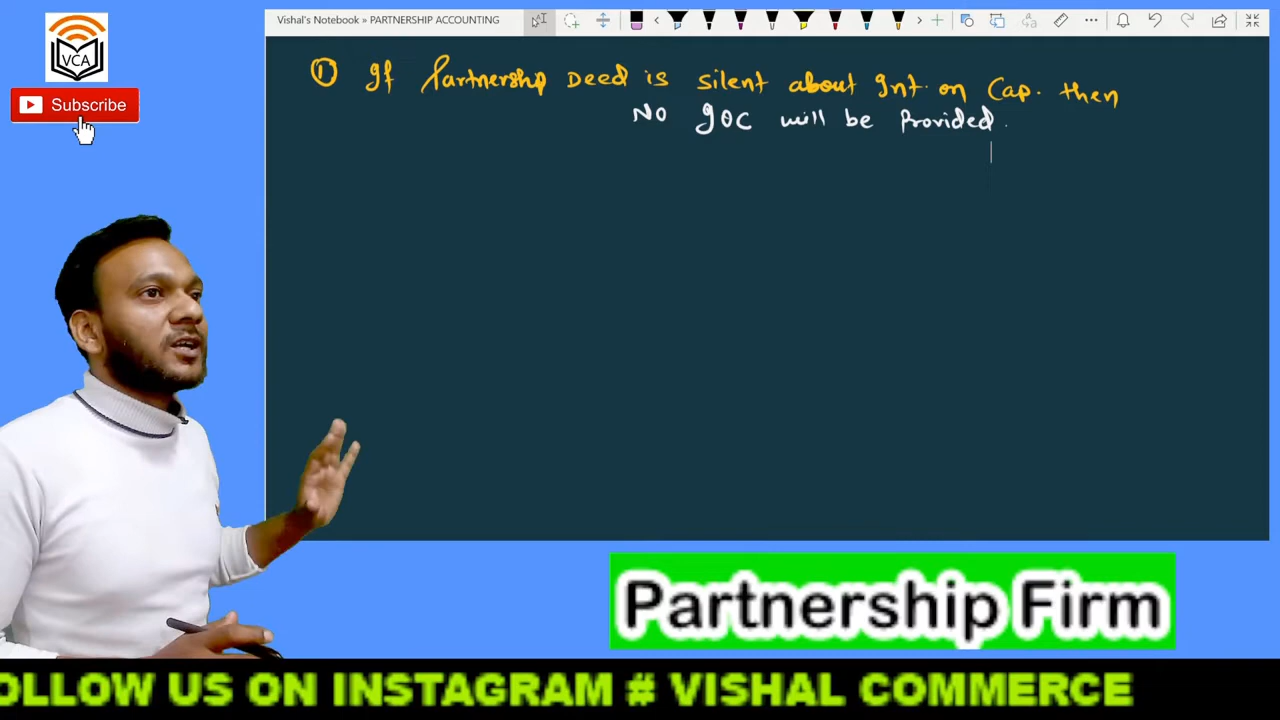 Vishal's Notebook » PARTNERSHIP ACCOUNTING
VCA
Subscribe
① If Partnership Deed is silent about Int. on Cap. then
NO IOC will be Provided.
Partnership Firm
OLLOW US ON INSTAGRAM # VISHAL COMMERCE